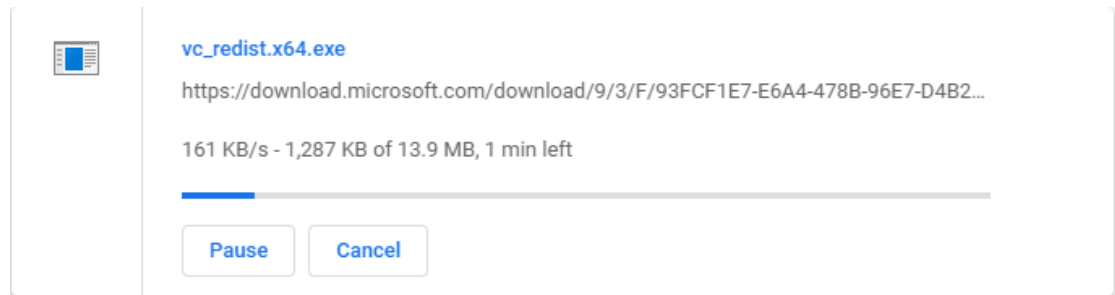 vc_redist.x64.exe
https://download.microsoft.com/download/9/3/F/93FCF1E7-E6A4-478B-96E7-D4B2...
161 KB/s - 1,287 KB of 13.9 MB, 1 min left
Pause Cancel